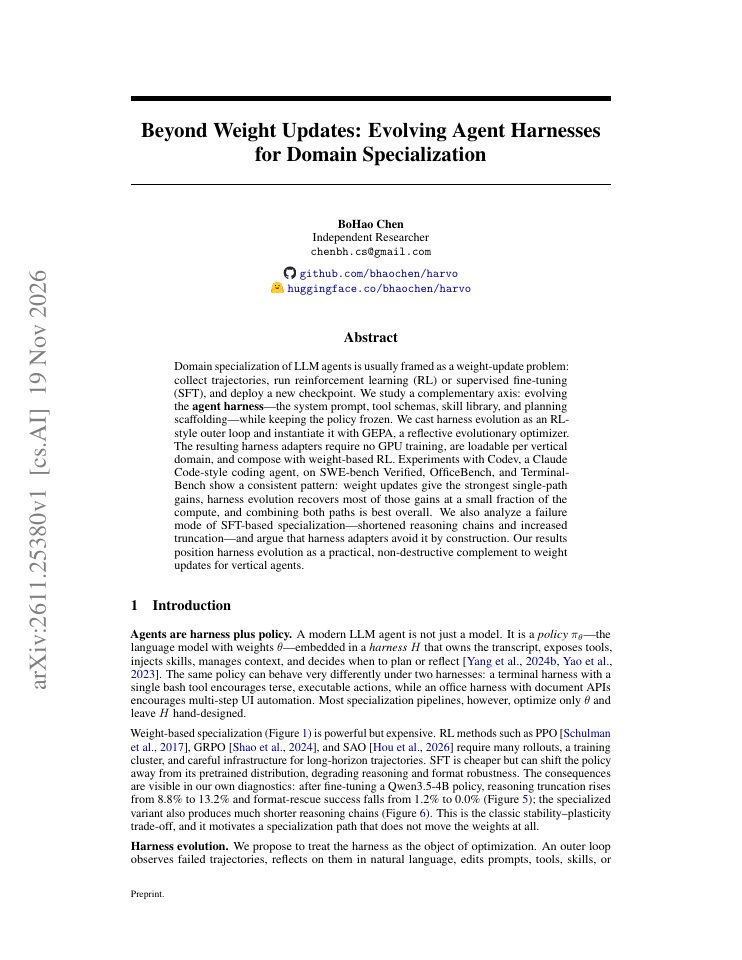 arXiv:2611.25380v1 [cs.AI] 19 Nov 2026
Beyond Weight Updates: Evolving Agent Harnesses
for Domain Specialization
BoHao Chen
Independent Researcher
chenbh.cs@gmail.com
github.com/bhaochen/harvo
huggingface.co/bhaochen/harvo
Abstract
Domain specialization of LLM agents is usually framed as a weight-update problem:
collect trajectories, run reinforcement learning (RL) or supervised fine-tuning
(SFT), and deploy a new checkpoint. We study a complementary axis: evolving
the agent harness—the system prompt, tool schemas, skill library, and planning
scaffolding—while keeping the policy frozen. We cast harness evolution as an RL-
style outer loop and instantiate it with GEPA, a reflective evolutionary optimizer.
The resulting harness adapters require no GPU training, are loadable per vertical
domain, and compose with weight-based RL. Experiments with Codev, a Claude
Code-style coding agent, on SWE-bench Verified, OfficeBench, and Terminal-
Bench show a consistent pattern: weight updates give the strongest single-path
gains, harness evolution recovers most of those gains at a small fraction of the
compute, and combining both paths is best overall. We also analyze a failure
mode of SFT-based specialization—shortened reasoning chains and increased
truncation—and argue that harness adapters avoid it by construction. Our results
position harness evolution as a practical, non-destructive complement to weight
updates for vertical agents.
1 Introduction
Agents are harness plus policy. A modern LLM agent is not just a model. It is a policy πθ—the
language model with weights θ—embedded in a harness H that owns the transcript, exposes tools,
injects skills, manages context, and decides when to plan or reflect [Yang et al., 2024b, Yao et al.,
2023]. The same policy can behave very differently under two harnesses: a terminal harness with a
single bash tool encourages terse, executable actions, while an office harness with document APIs
encourages multi-step UI automation. Most specialization pipelines, however, optimize only θ and
leave H hand-designed.
Weight-based specialization (Figure 1) is powerful but expensive. RL methods such as PPO [Schulman
et al., 2017], GRPO [Shao et al., 2024], and SAO [Hou et al., 2026] require many rollouts, a training
cluster, and careful infrastructure for long-horizon trajectories. SFT is cheaper but can shift the policy
away from its pretrained distribution, degrading reasoning and format robustness. The consequences
are visible in our own diagnostics: after fine-tuning a Qwen3.5-4B policy, reasoning truncation rises
from 8.8% to 13.2% and format-rescue success falls from 1.2% to 0.0% (Figure 5); the specialized
variant also produces much shorter reasoning chains (Figure 6). This is the classic stability–plasticity
trade-off, and it motivates a specialization path that does not move the weights at all.
Harness evolution. We propose to treat the harness as the object of optimization. An outer loop
observes failed trajectories, reflects on them in natural language, edits prompts, tools, skills, or
Preprint.